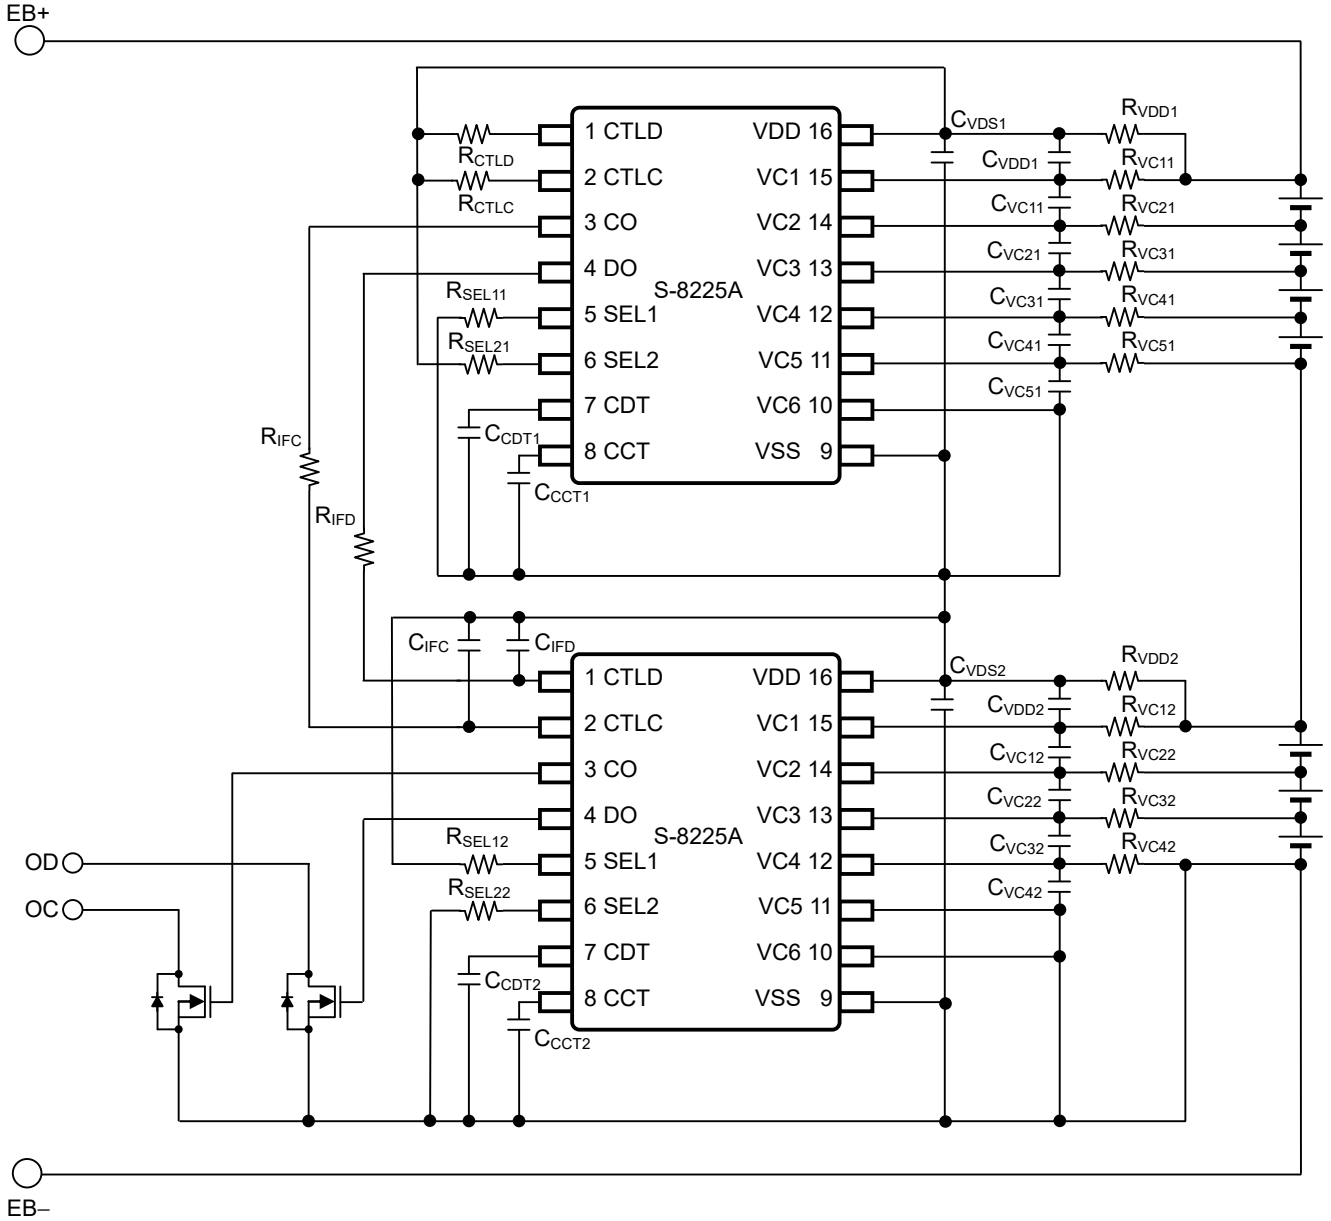 EB+
1 CTLD
VDD 16
CVDS1
RVDD1
RCTLD
CVDD1
RVC11
2 CTLC
VC1 15
RCTLC
CVC11
RVC21
3 CO
VC2 14
CVC21
RVC31
4 DO
VC3 13
S-8225A
RSEL11
CVC31
RVC41
5 SEL1
VC4 12
RSEL21
CVC41
RVC51
6 SEL2
VC5 11
CVC51
7 CDT
VC6 10
CCDT1
RIFC
8 CCT
VSS 9
CCCT1
RIFD
CIFC
CIFD
1 CTLD
VDD 16
CVDS2
RVDD2
CVDD2
RVC12
2 CTLC
VC1 15
CVC12
RVC22
3 CO
VC2 14
CVC22
RVC32
4 DO
VC3 13
S-8225A
RSEL12
CVC32
RVC42
OD
5 SEL1
VC4 12
RSEL22
CVC42
OC
6 SEL2
VC5 11
7 CDT
VC6 10
CCDT2
8 CCT
VSS 9
CCCT2
EB−